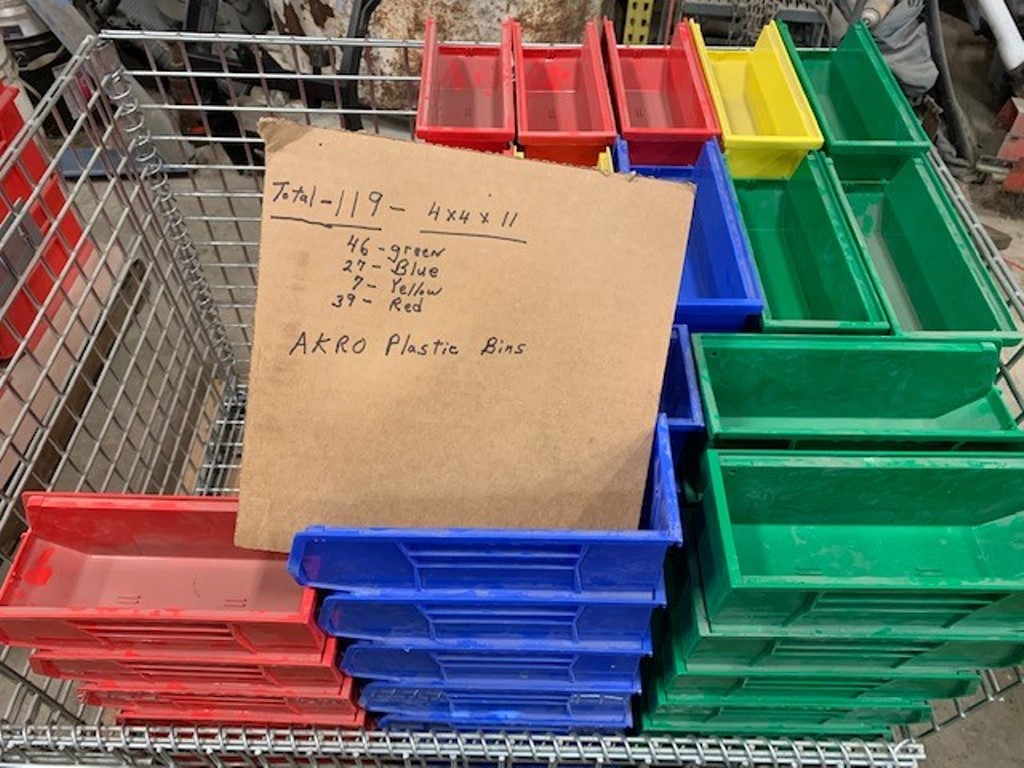 Total - 119 - 4x4x11
46 - green
27 - Blue
7 - Yellow
39 - Red
AKRO Plastic Bins